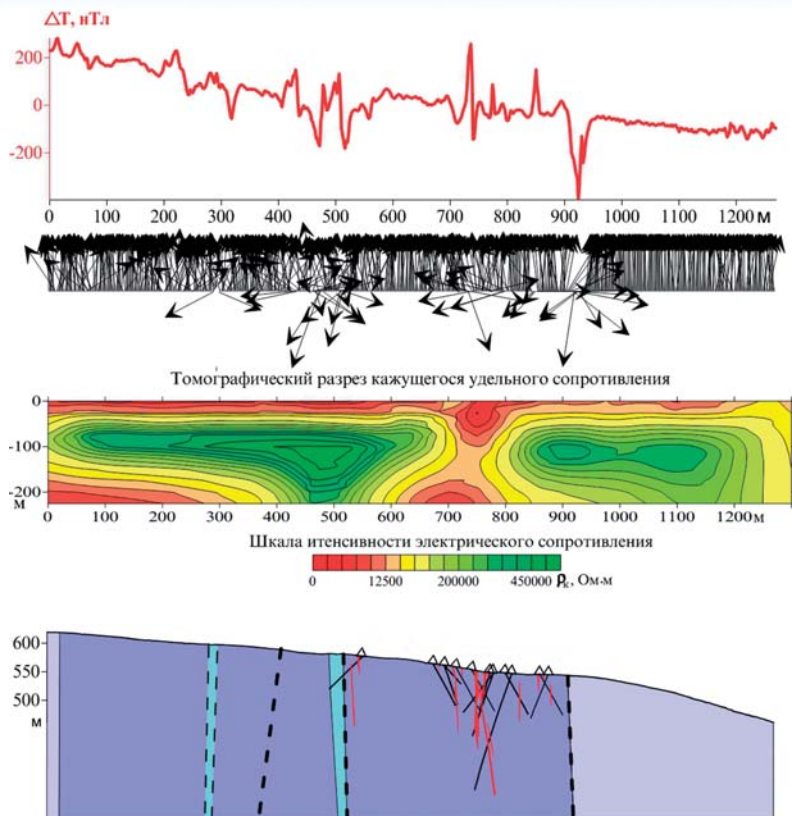 ΔT, нТл
200
0
-200
0 100 200 300 400 500 600 700 800 900 1000 1100 1200 м
Томографический разрез кажущегося удельного сопротивления
0
-100
-200
м
0 100 200 300 400 500 600 700 800 900 1000 1100 1200 м
Шкала итенсивности электрического сопротивления
0 12500 200000 450000 ρк, Ом·м
600
550
500
м